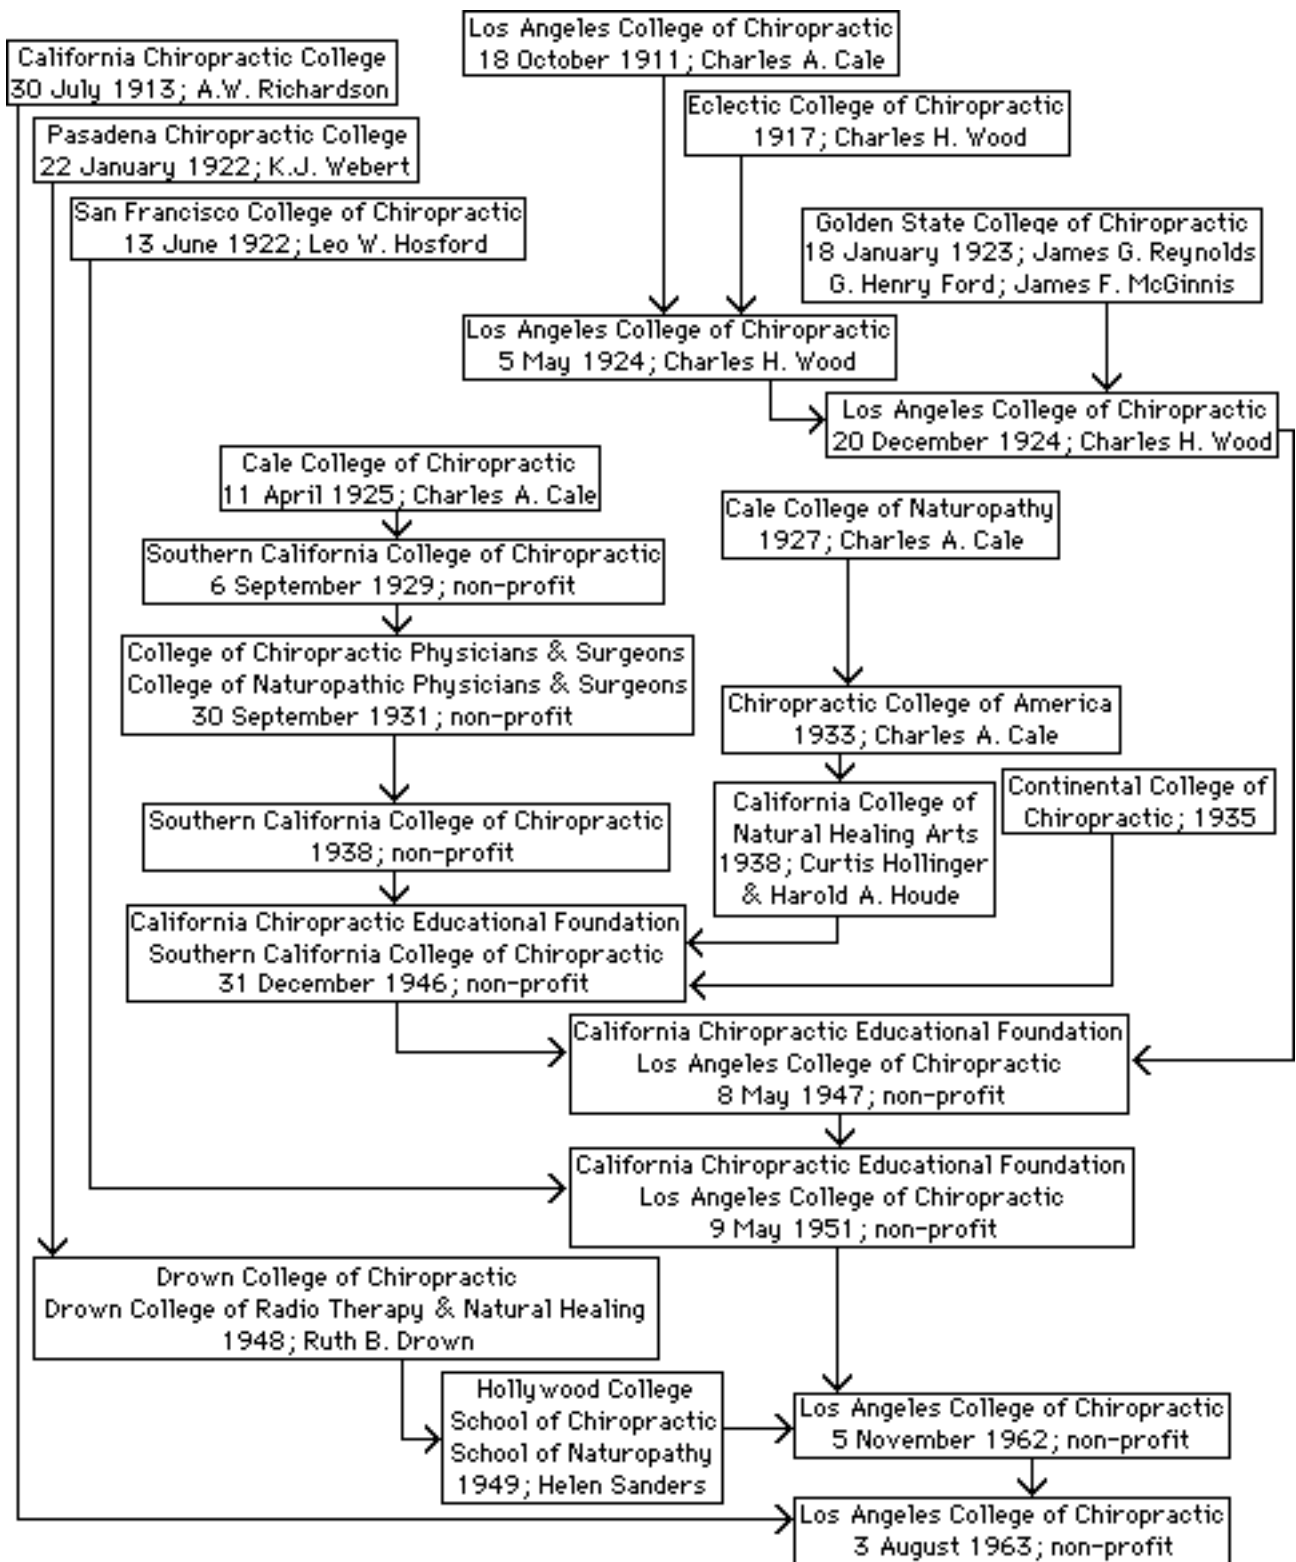 Los Angeles College of Chiropractic
18 October 1911; Charles A. Cale
California Chiropractic College
30 July 1913; A.W. Richardson
Eclectic College of Chiropractic
1917; Charles H. Wood
Pasadena Chiropractic College
22 January 1922; K.J. Webert
San Francisco College of Chiropractic
13 June 1922; Leo W. Hosford
Golden State College of Chiropractic
18 January 1923; James G. Reynolds
G. Henry Ford; James F. McGinnis
Los Angeles College of Chiropractic
5 May 1924; Charles H. Wood
Los Angeles College of Chiropractic
20 December 1924; Charles H. Wood
Cale College of Chiropractic
11 April 1925; Charles A. Cale
Cale College of Naturopathy
1927; Charles A. Cale
Southern California College of Chiropractic
6 September 1929; non-profit
College of Chiropractic Physicians & Surgeons
College of Naturopathic Physicians & Surgeons
30 September 1931; non-profit
Chiropractic College of America
1933; Charles A. Cale
Continental College of
Chiropractic; 1935
California College of
Natural Healing Arts
1938; Curtis Hollinger
& Harold A. Houde
Southern California College of Chiropractic
1938; non-profit
California Chiropractic Educational Foundation
Southern California College of Chiropractic
31 December 1946; non-profit
California Chiropractic Educational Foundation
Los Angeles College of Chiropractic
8 May 1947; non-profit
California Chiropractic Educational Foundation
Los Angeles College of Chiropractic
9 May 1951; non-profit
Drown College of Chiropractic
Drown College of Radio Therapy & Natural Healing
1948; Ruth B. Drown
Hollywood College
School of Chiropractic
School of Naturopathy
1949; Helen Sanders
Los Angeles College of Chiropractic
5 November 1962; non-profit
Los Angeles College of Chiropractic
3 August 1963; non-profit